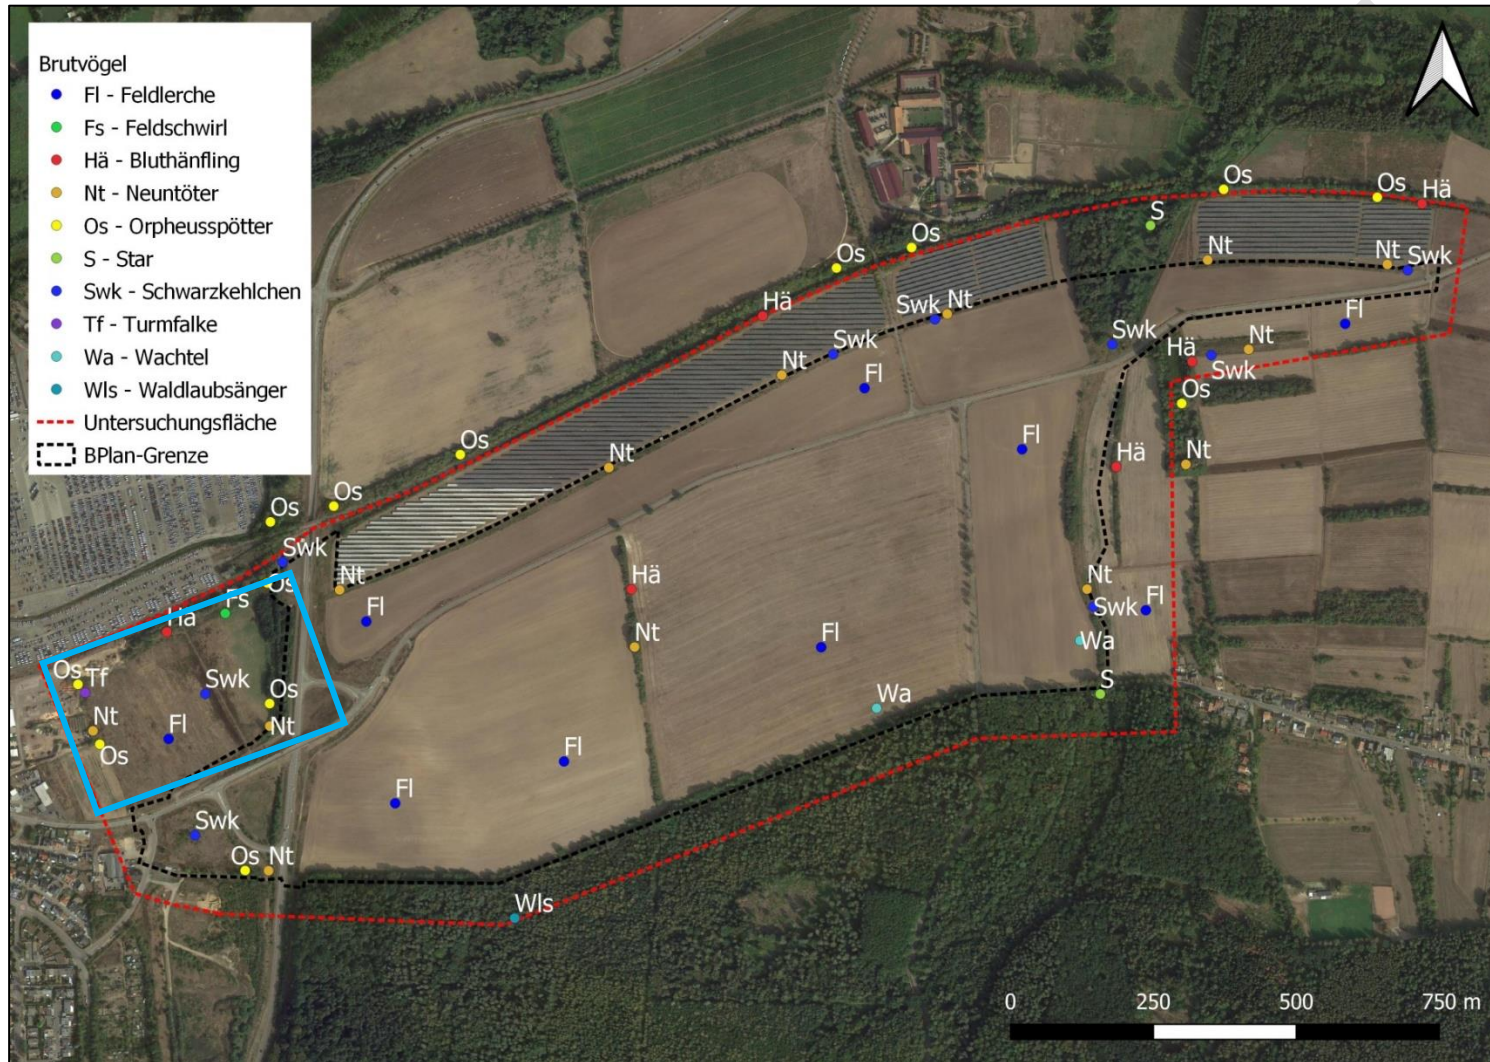 Brutvögel
Fl - Feldlerche
Fs - Feldschwirl
Hä - Bluthänfling
Nt - Neuntöter
Os - Orpheusspötter
S - Star
Swk - Schwarzkehlchen
Tf - Turmfalke
Wa - Wachtel
Wls - Waldlaubsänger
Untersuchungsfläche
BPlan-Grenze
Os
Os
Hä
S
Os
Os
Nt
Nt
Swk
Hä
Swk
Nt
Fl
Swk
Swk
Nt
Hä
Swk
Nt
Fl
Os
Os
Fl
Nt
Hä
Nt
Os
Os
Swk
Os
Nt
Hä
Nt
Swk
Fl
Fs
Hä
Fl
Nt
Fl
Wa
Os
Tf
Swk
Os
Wa
S
Nt
Nt
Fl
Os
Fl
Fl
Swk
Os
Nt
Wls
0
250
500
750 m